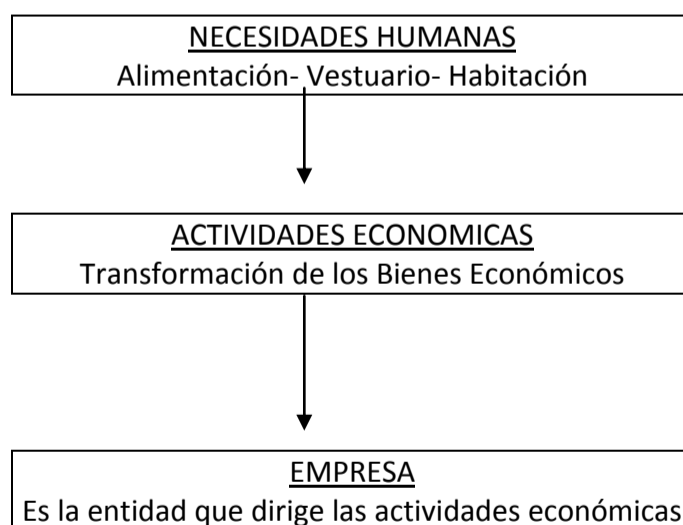 NECESIDADES HUMANAS
Alimentación- Vestuario- Habitación
ACTIVIDADES ECONOMICAS
Transformación de los Bienes Económicos
EMPRESA
Es la entidad que dirige las actividades económicas